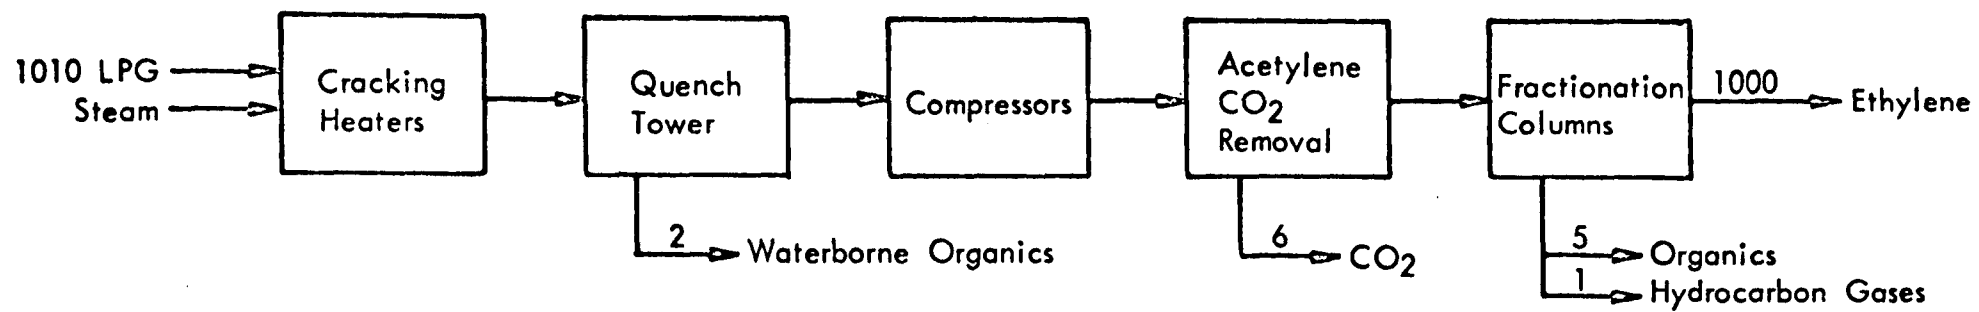 1010 LPG
Steam
Cracking
Heaters
Quench
Tower
Compressors
Acetylene
CO2
Removal
Fractionation
Columns
1000
Ethylene
2
Waterborne Organics
6
CO2
5
Organics
1
Hydrocarbon Gases